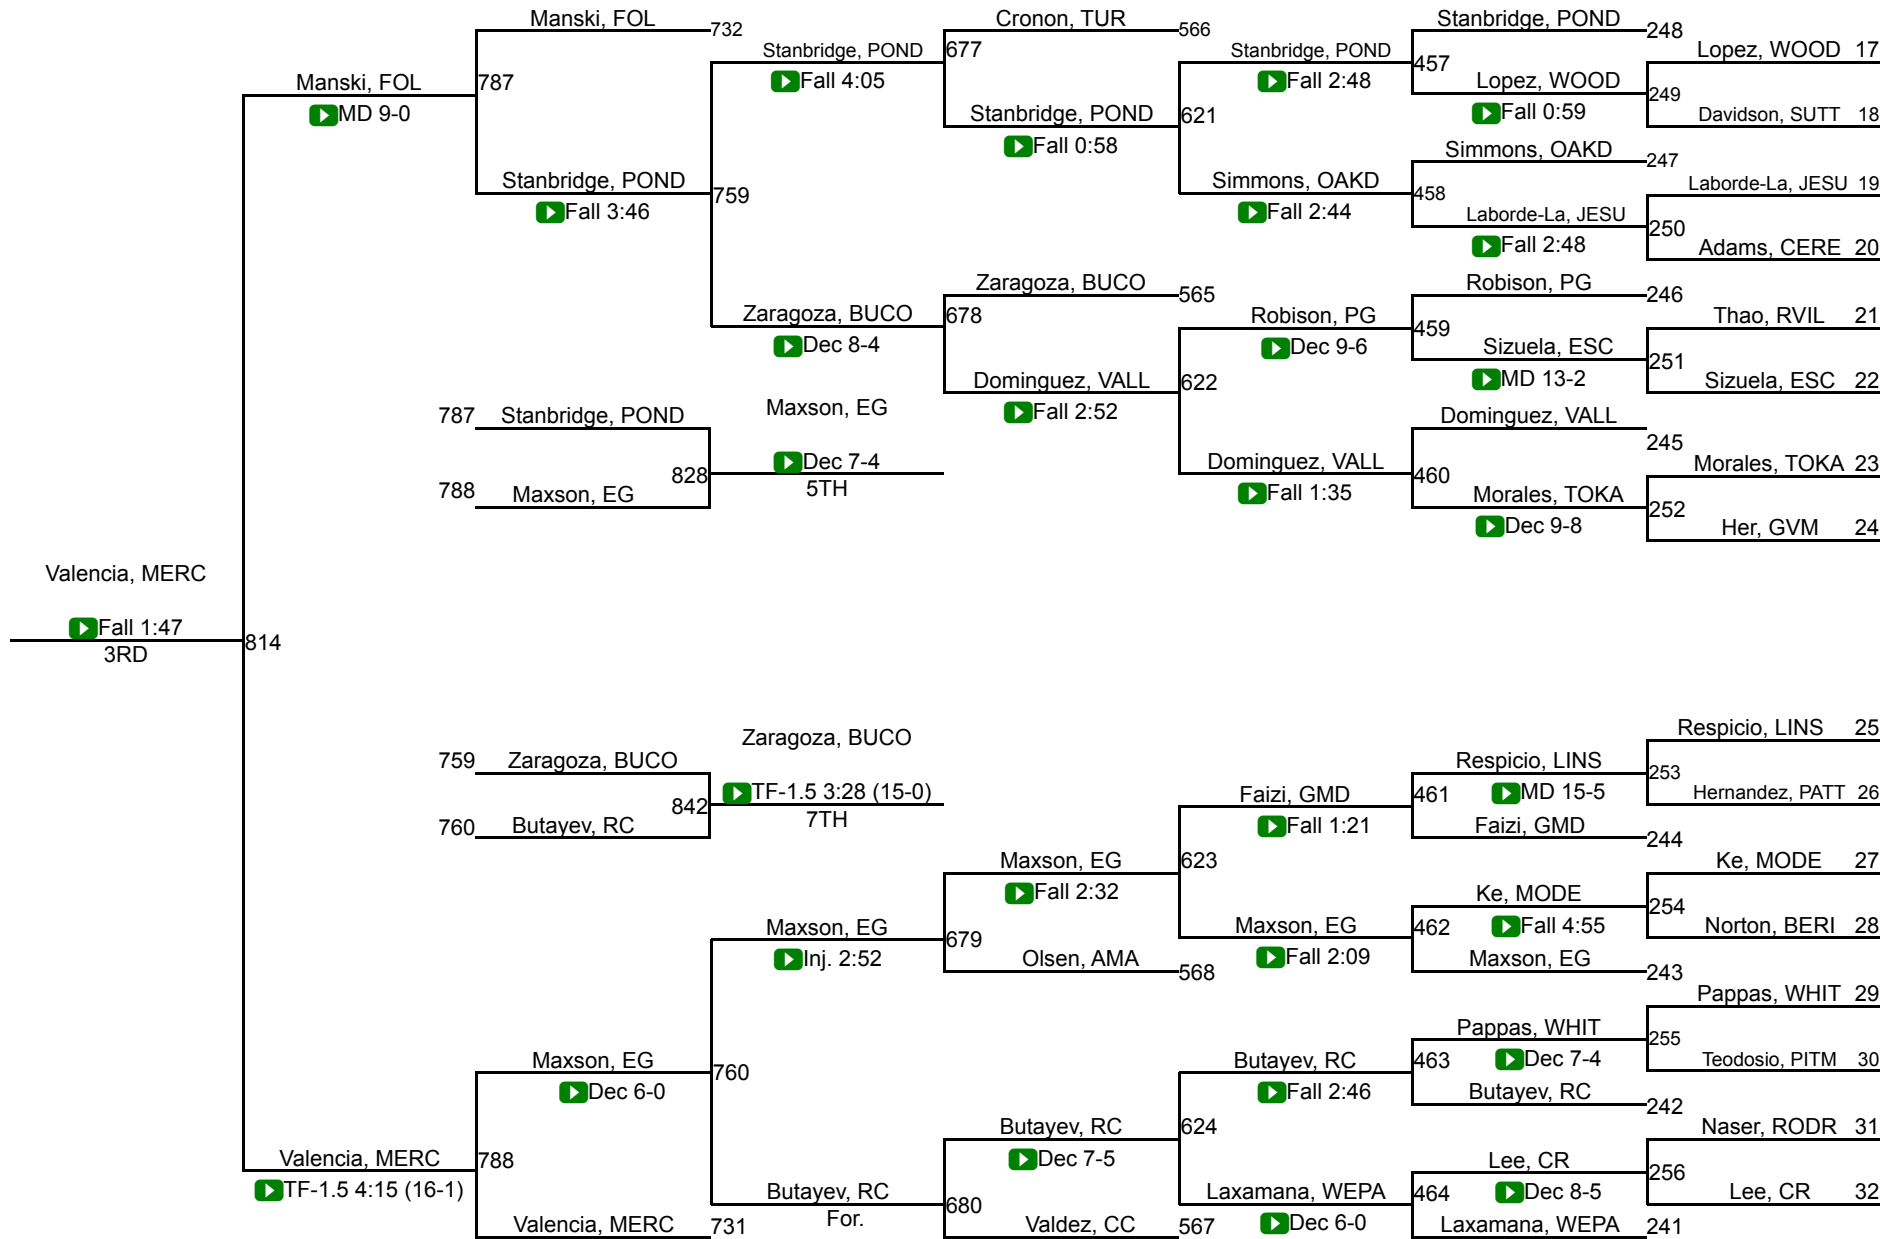 Manski, FOL
732
Cronon, TUR
566
Stanbridge, POND
248
Stanbridge, POND
677
Stanbridge, POND
Lopez, WOOD 17
Fall 4:05
Fall 2:48
457
Manski, FOL
787
Lopez, WOOD
249
MD 9-0
Fall 0:59
Davidson, SUTT 18
Stanbridge, POND
621
Fall 0:58
Simmons, OAKD
247
Stanbridge, POND
759
Simmons, OAKD
458
Laborde-La, JESU 19
Fall 3:46
Fall 2:44
Laborde-La, JESU
250
Fall 2:48
Adams, CERE 20
Zaragoza, BUCO
565
Robison, PG
246
Zaragoza, BUCO
678
Robison, PG
459
Thao, RVIL 21
Dec 8-4
Dec 9-6
Sizuela, ESC
251
MD 13-2
Sizuela, ESC 22
Dominguez, VALL
622
787
Stanbridge, POND
Maxson, EG
Fall 2:52
Dominguez, VALL
245
Dec 7-4
Dominguez, VALL
460
Morales, TOKA 23
828
5TH
Fall 1:35
788
Maxson, EG
Morales, TOKA
252
Dec 9-8
Her, GVM 24
Valencia, MERC
Fall 1:47
814
3RD
Zaragoza, BUCO
Respicio, LINS 25
759
Zaragoza, BUCO
Respicio, LINS
253
TF-1.5 3:28 (15-0)
Faizi, GMD
461
MD 15-5
Hernandez, PATT 26
842
7TH
760
Butayev, RC
Fall 1:21
Faizi, GMD
244
Maxson, EG
623
Ke, MODE 27
Fall 2:32
Ke, MODE
254
Maxson, EG
679
Maxson, EG
462
Fall 4:55
Norton, BERI 28
Inj. 2:52
Olsen, AMA
568
Fall 2:09
Maxson, EG
243
Pappas, WHIT 29
Pappas, WHIT
255
Maxson, EG
760
Butayev, RC
463
Dec 7-4
Teodosio, PITM 30
Dec 6-0
Fall 2:46
Butayev, RC
242
Butayev, RC
624
Naser, RODR 31
Valencia, MERC
788
Dec 7-5
Lee, CR
256
TF-1.5 4:15 (16-1)
Butayev, RC
680
Laxamana, WEPA
464
Dec 8-5
Lee, CR 32
For.
Valencia, MERC
731
Valdez, CC
567
Dec 6-0
Laxamana, WEPA
241